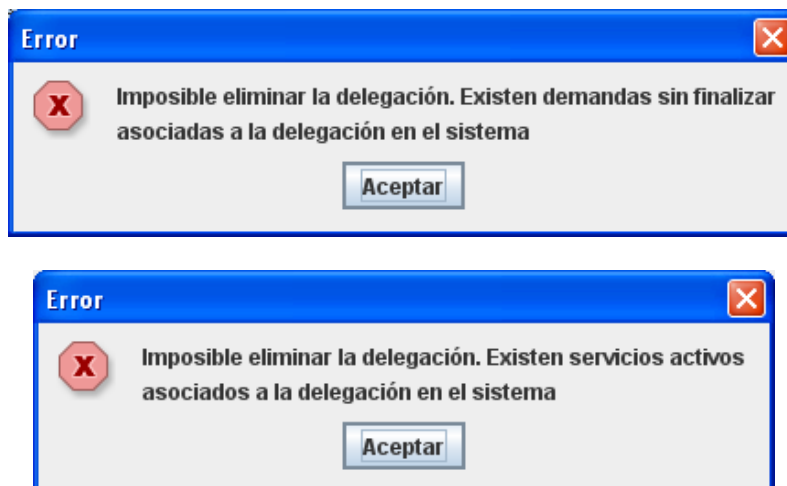 Error
Imposible eliminar la delegación. Existen demandas sin finalizar
asociadas a la delegación en el sistema
Aceptar
Error
Imposible eliminar la delegación. Existen servicios activos
asociados a la delegación en el sistema
Aceptar